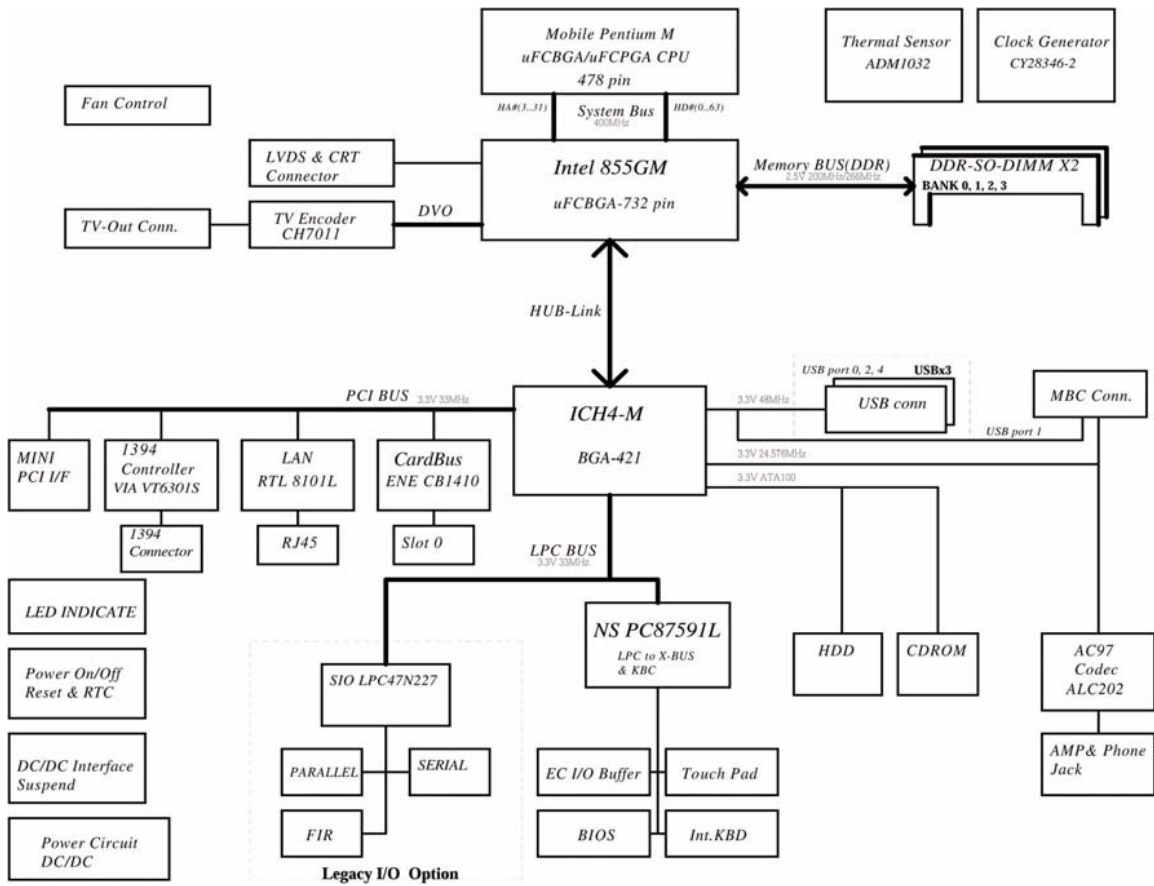 Mobile Pentium M
uFCBGA/uFCPGA CPU
478 pin
Thermal Sensor
ADM1032
Clock Generator
CY28346-2
Fan Control
HA#(3..31)
System Bus
400MHz
HD#(0..63)
LVDS & CRT
Connector
Intel 855GM
uFCBGA-732 pin
Memory BUS(DDR)
2.5V 200MHz/266MHz
DDR-SO-DIMM X2
BANK 0, 1, 2, 3
TV-Out Conn.
TV Encoder
CH7011
DVO
HUB-Link
PCI BUS
3.3V 33MHz
ICH4-M
BGA-421
USB port 0, 2, 4
USBx3
3.3V 48MHz
USB conn
MBC Conn.
USB port 1
3.3V 24.576MHz
3.3V ATA100
MINI
PCI I/F
1394
Controller
VIA VT6301S
LAN
RTL 8101L
CardBus
ENE CB1410
1394
Connector
RJ45
Slot 0
LPC BUS
3.3V 33MHz
LED INDICATE
NS PC87591L
LPC to X-BUS
& KBC
HDD
CDROM
AC97
Codec
ALC202
Power On/Off
Reset & RTC
SIO LPC47N227
DC/DC Interface
Suspend
PARALLEL
SERIAL
EC I/O Buffer
Touch Pad
AMP& Phone
Jack
Power Circuit
DC/DC
FIR
BIOS
Int.KBD
Legacy I/O Option